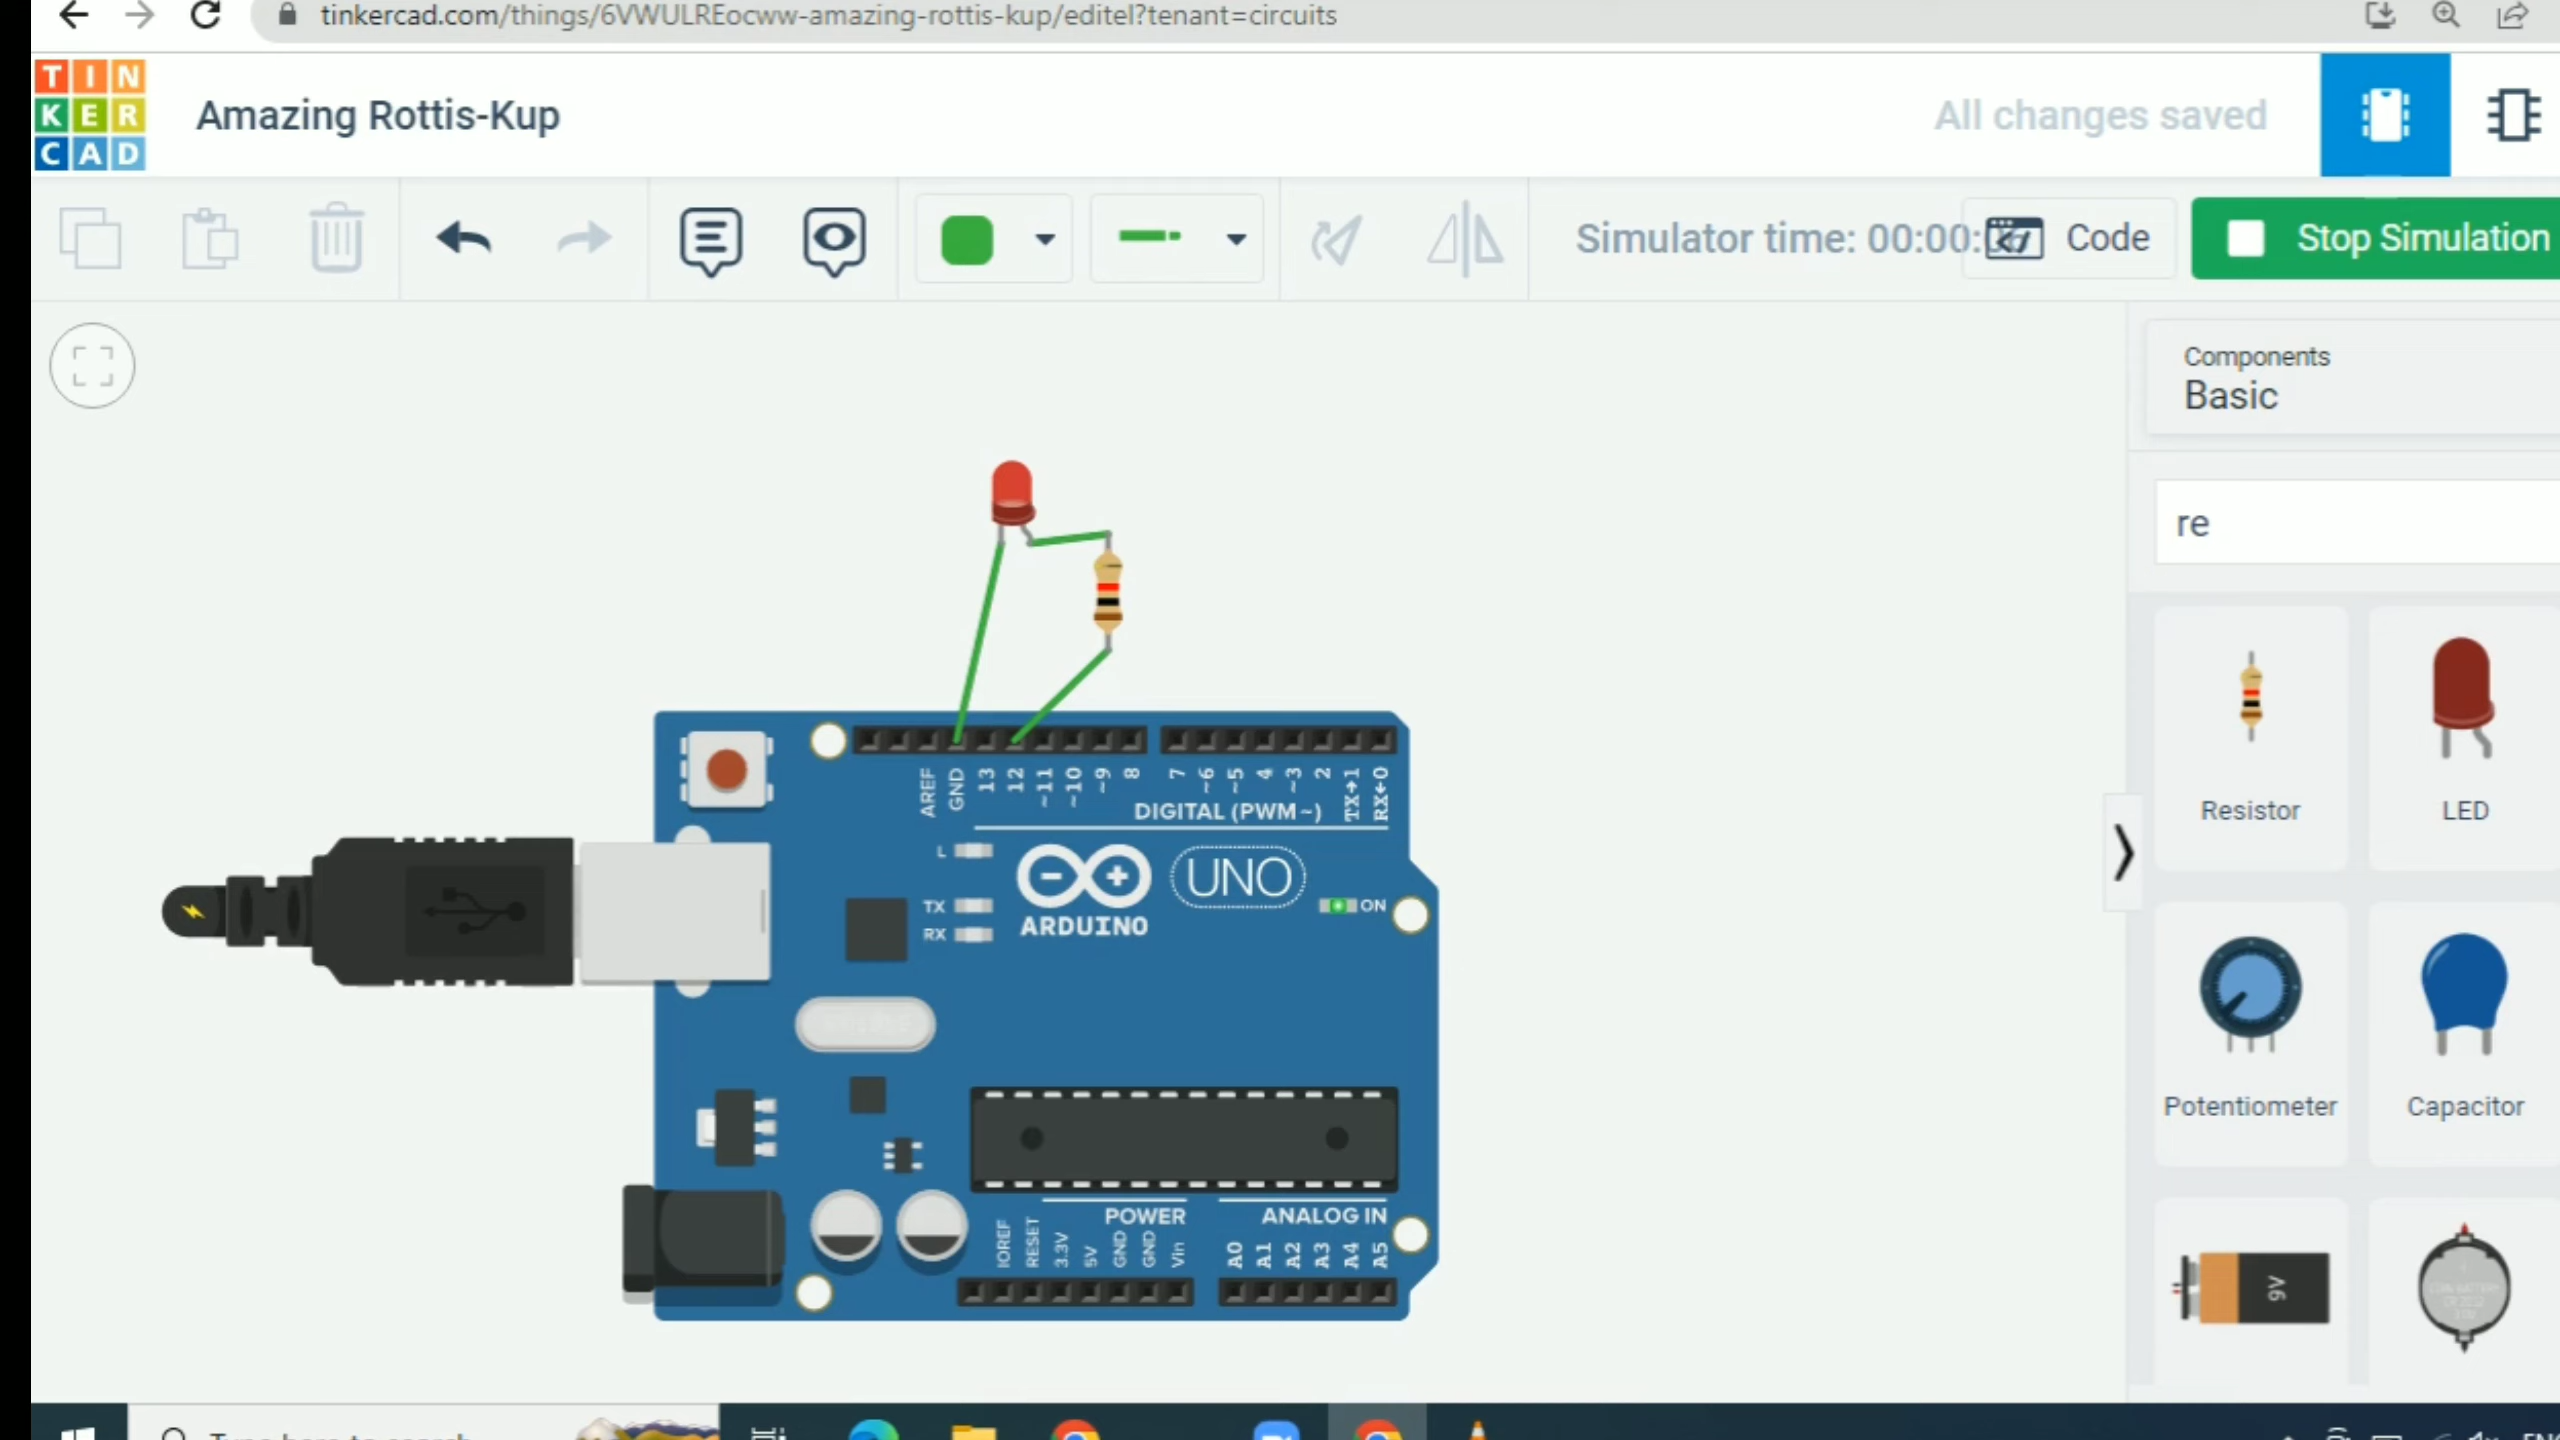 tinkercad.com/things/6VWULREocww-amazing-rottis-kup/editel?tenant=circuits
TIN
KER
CAD
Amazing Rottis-Kup
All changes saved
Simulator time: 00:00:
Code
Stop Simulation
Components
Basic
re
Resistor
LED
Potentiometer
Capacitor
9V
AREF
GND
13
12
~11
~10
~9
8
7
~6
~5
4
~3
2
TX→1
RX←0
DIGITAL (PWM ~)
L
TX
RX
UNO
ARDUINO
ON
POWER
ANALOG IN
IOREF
RESET
3.3V
5V
GND
GND
Vin
A0
A1
A2
A3
A4
A5
Type here to search